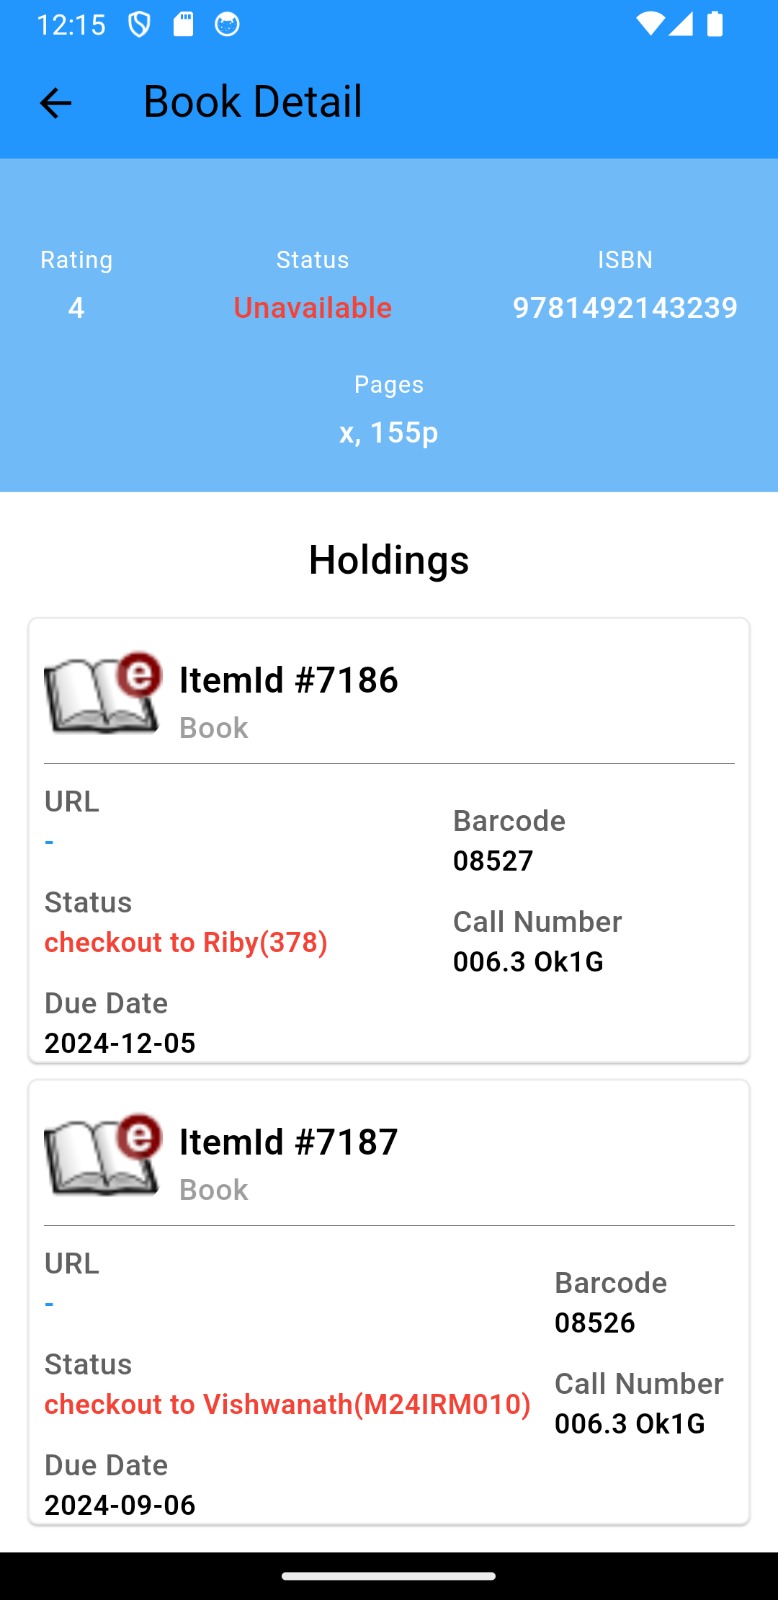 12:15
Book Detail
Rating
4
Status
Unavailable
ISBN
9781492143239
Pages
x, 155p
Holdings
e
ItemId #7186
Book
URL
-
Status
checkout to Riby(378)
Due Date
2024-12-05
Barcode
08527
Call Number
006.3 Ok1G
e
ItemId #7187
Book
URL
-
Status
checkout to Vishwanath(M24IRM010)
Due Date
2024-09-06
Barcode
08526
Call Number
006.3 Ok1G